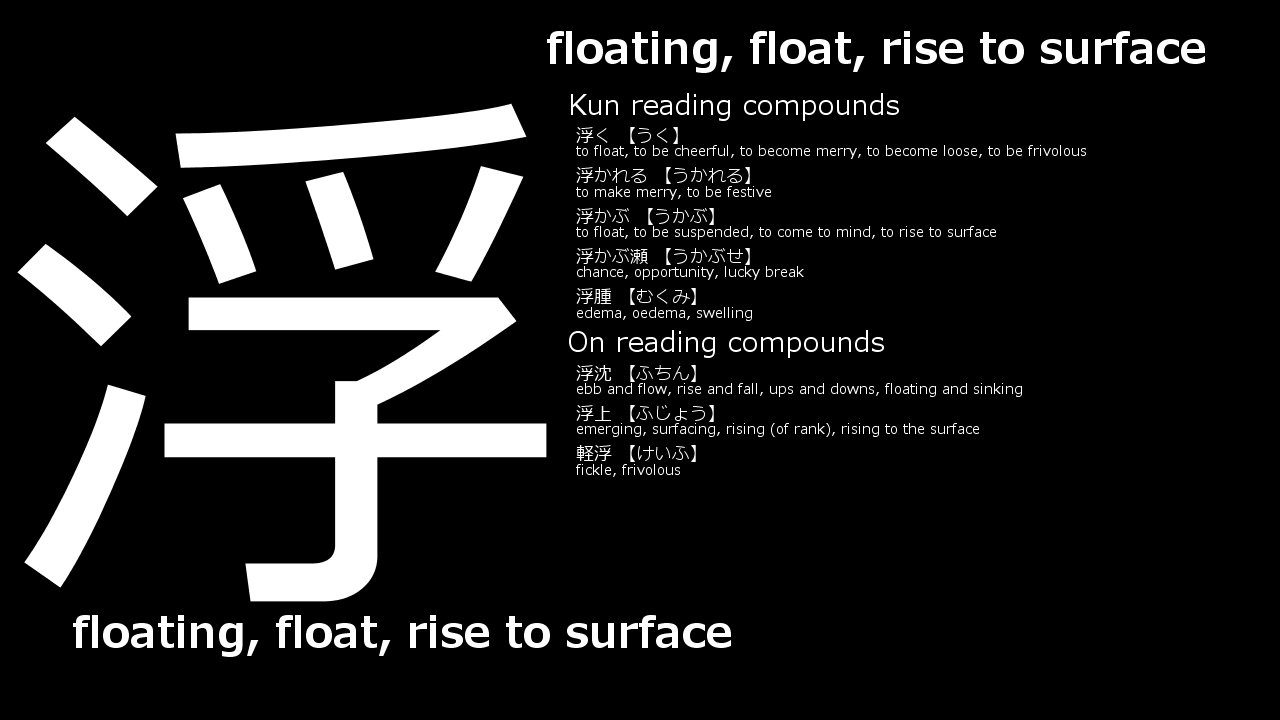 floating, float, rise to surface
浮
Kun reading compounds
浮く 【うく】
to float, to be cheerful, to become merry, to become loose, to be frivolous
浮かれる 【うかれる】
to make merry, to be festive
浮かぶ 【うかぶ】
to float, to be suspended, to come to mind, to rise to surface
浮かぶ瀬 【うかぶせ】
chance, opportunity, lucky break
浮腫 【むくみ】
edema, oedema, swelling
On reading compounds
浮沈 【ふちん】
ebb and flow, rise and fall, ups and downs, floating and sinking
浮上 【ふじょう】
emerging, surfacing, rising (of rank), rising to the surface
軽浮 【けいふ】
fickle, frivolous
floating, float, rise to surface